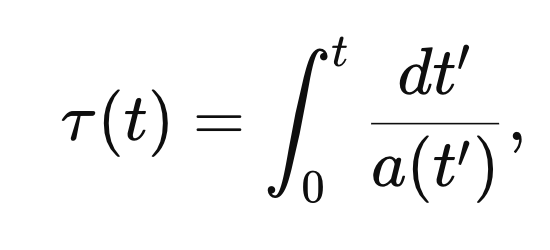 τ(t) = ∫₀ᵗ dt′/a(t′),